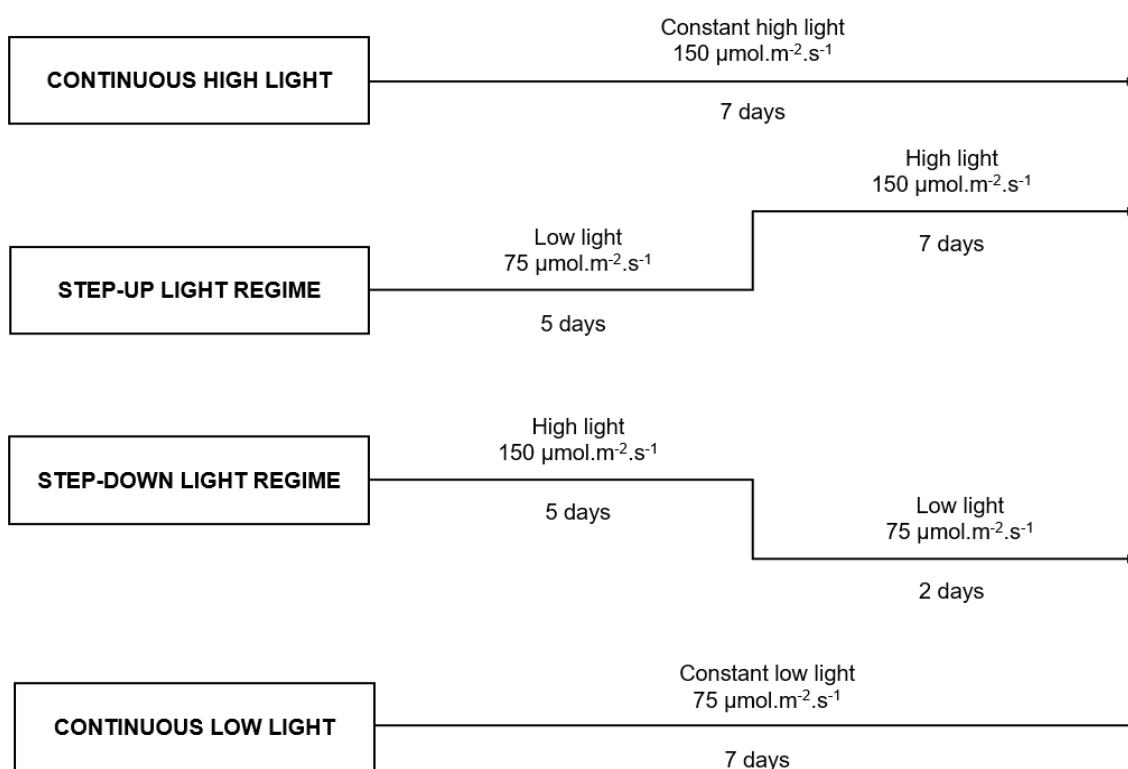 Constant high light
150 µmol.m⁻².s⁻¹
CONTINUOUS HIGH LIGHT
7 days
High light
150 µmol.m⁻².s⁻¹
Low light
75 µmol.m⁻².s⁻¹
7 days
STEP-UP LIGHT REGIME
5 days
High light
150 µmol.m⁻².s⁻¹
STEP-DOWN LIGHT REGIME
5 days
Low light
75 µmol.m⁻².s⁻¹
2 days
Constant low light
75 µmol.m⁻².s⁻¹
CONTINUOUS LOW LIGHT
7 days